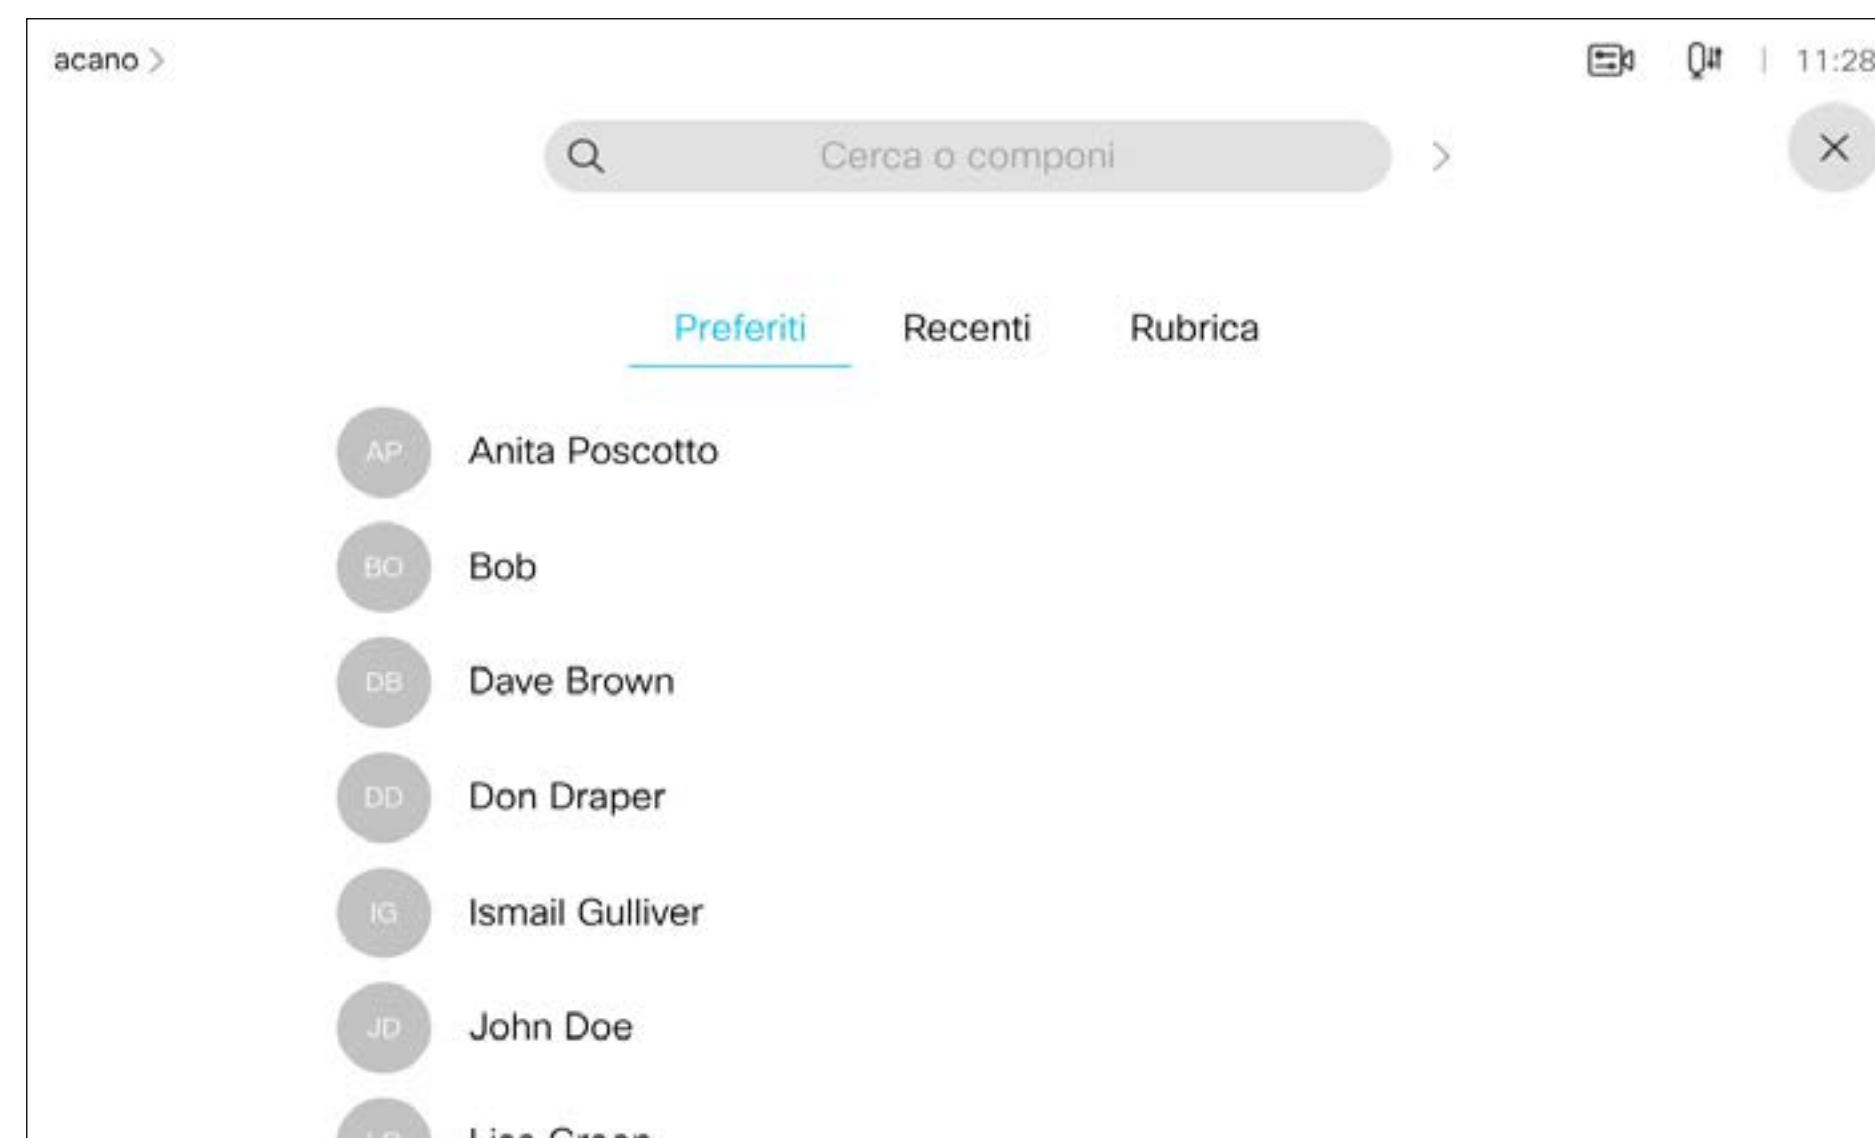 acano >
11:28
Cerca o componi
Preferiti Recenti Rubrica
AP Anita Poscotto
BO Bob
DB Dave Brown
DD Don Draper
IG Ismail Gulliver
JD John Doe